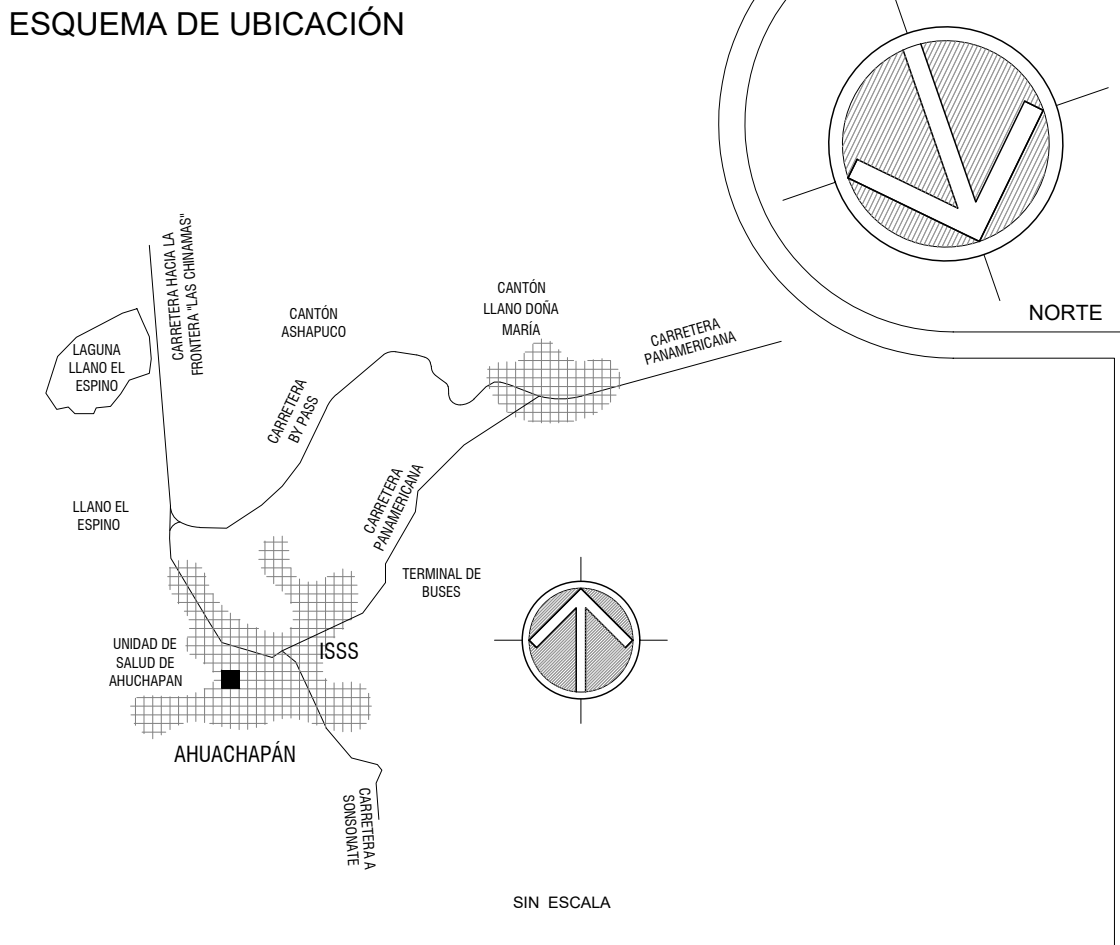 ESQUEMA DE UBICACIÓN
NORTE
CARRETERA HACIA LA
FRONTERA "LAS CHINAMAS"
LAGUNA
LLANO EL
ESPINO
CANTÓN
ASHAPUCO
CANTÓN
LLANO DOÑA
MARÍA
CARRETERA
PANAMERICANA
CARRETERA
BY PASS
CARRETERA
PANAMERICANA
LLANO EL
ESPINO
TERMINAL DE
BUSES
UNIDAD DE
SALUD DE
AHUCHAPAN
ISSS
AHUACHAPÁN
CARRETERA A
SONSONATE
SIN ESCALA